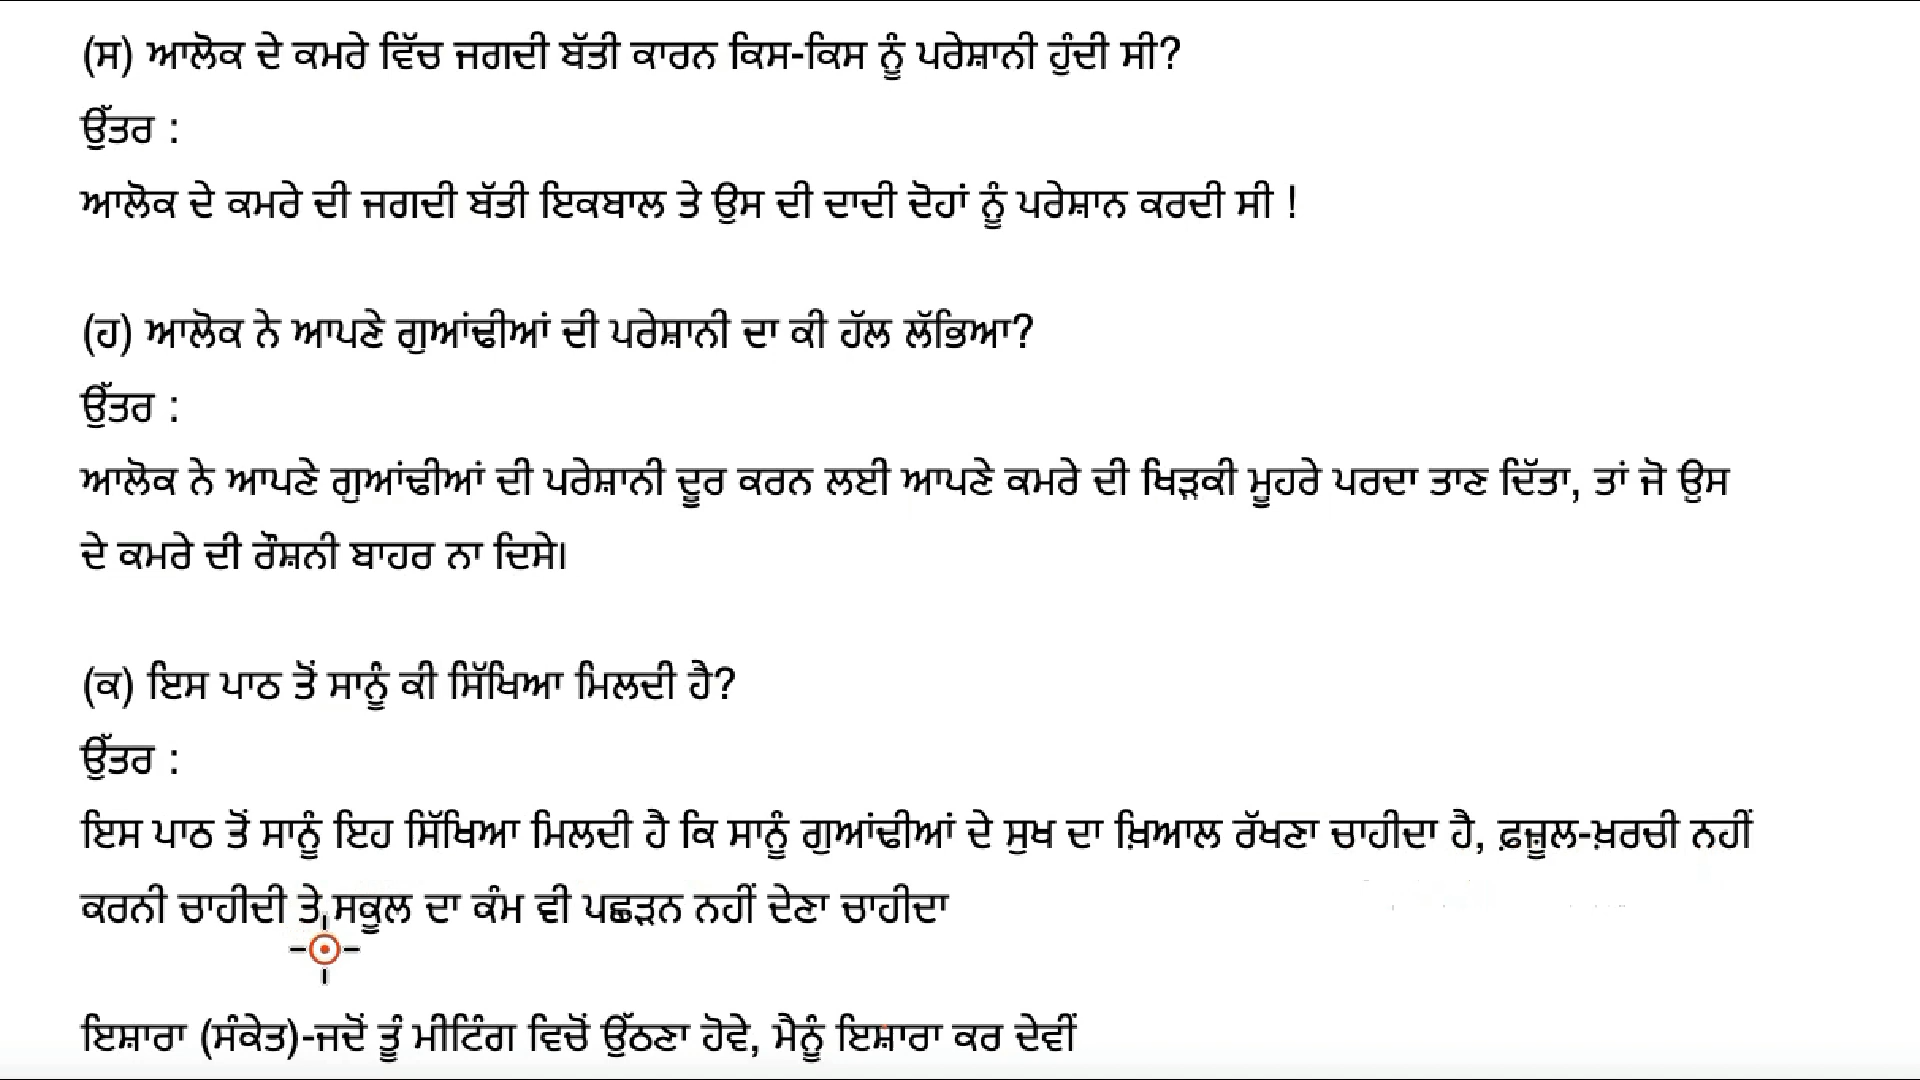 (ਸ) ਆਲੋਕ ਦੇ ਕਮਰੇ ਵਿੱਚ ਜਗਦੀ ਬੱਤੀ ਕਾਰਨ ਕਿਸ-ਕਿਸ ਨੂੰ ਪਰੇਸ਼ਾਨੀ ਹੁੰਦੀ ਸੀ?
ਉੱਤਰ :
ਆਲੋਕ ਦੇ ਕਮਰੇ ਦੀ ਜਗਦੀ ਬੱਤੀ ਇਕਬਾਲ ਤੇ ਉਸ ਦੀ ਦਾਦੀ ਦੋਹਾਂ ਨੂੰ ਪਰੇਸ਼ਾਨ ਕਰਦੀ ਸੀ !
(ਹ) ਆਲੋਕ ਨੇ ਆਪਣੇ ਗੁਆਂਢੀਆਂ ਦੀ ਪਰੇਸ਼ਾਨੀ ਦਾ ਕੀ ਹੱਲ ਲੱਭਿਆ?
ਉੱਤਰ :
ਆਲੋਕ ਨੇ ਆਪਣੇ ਗੁਆਂਢੀਆਂ ਦੀ ਪਰੇਸ਼ਾਨੀ ਦੂਰ ਕਰਨ ਲਈ ਆਪਣੇ ਕਮਰੇ ਦੀ ਖਿੜਕੀ ਮੂਹਰੇ ਪਰਦਾ ਤਾਣ ਦਿੱਤਾ, ਤਾਂ ਜੋ ਉਸ
ਦੇ ਕਮਰੇ ਦੀ ਰੌਸ਼ਨੀ ਬਾਹਰ ਨਾ ਦਿਸੇ।
(ਕ) ਇਸ ਪਾਠ ਤੋਂ ਸਾਨੂੰ ਕੀ ਸਿੱਖਿਆ ਮਿਲਦੀ ਹੈ?
ਉੱਤਰ :
ਇਸ ਪਾਠ ਤੋਂ ਸਾਨੂੰ ਇਹ ਸਿੱਖਿਆ ਮਿਲਦੀ ਹੈ ਕਿ ਸਾਨੂੰ ਗੁਆਂਢੀਆਂ ਦੇ ਸੁਖ ਦਾ ਖ਼ਿਆਲ ਰੱਖਣਾ ਚਾਹੀਦਾ ਹੈ, ਫ਼ਜ਼ੂਲ-ਖ਼ਰਚੀ ਨਹੀਂ
ਕਰਨੀ ਚਾਹੀਦੀ ਤੇ ਸਕੂਲ ਦਾ ਕੰਮ ਵੀ ਪਛੜਨ ਨਹੀਂ ਦੇਣਾ ਚਾਹੀਦਾ
ਇਸ਼ਾਰਾ (ਸੰਕੇਤ)-ਜਦੋਂ ਤੂੰ ਮੀਟਿੰਗ ਵਿਚੋਂ ਉੱਠਣਾ ਹੋਵੇ, ਮੈਨੂੰ ਇਸ਼ਾਰਾ ਕਰ ਦੇਵੀਂ